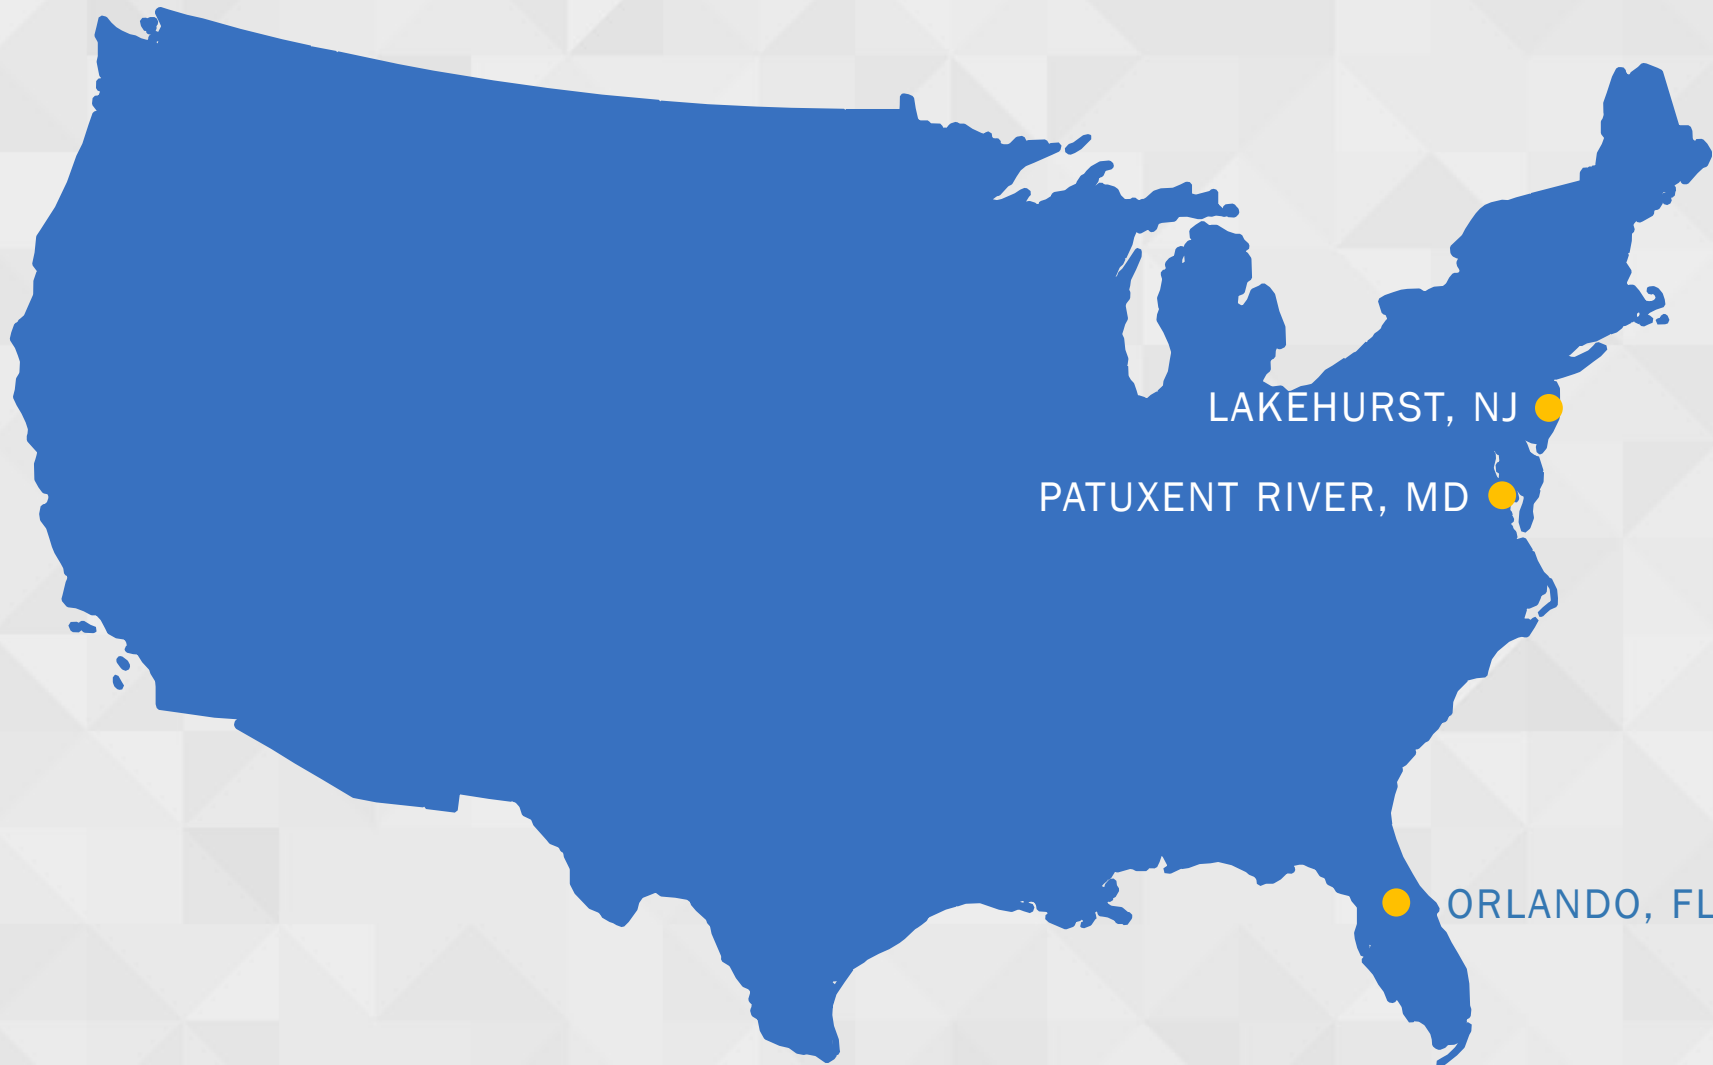 LAKEHURST, NJ
PATUXENT RIVER, MD
ORLANDO, FL